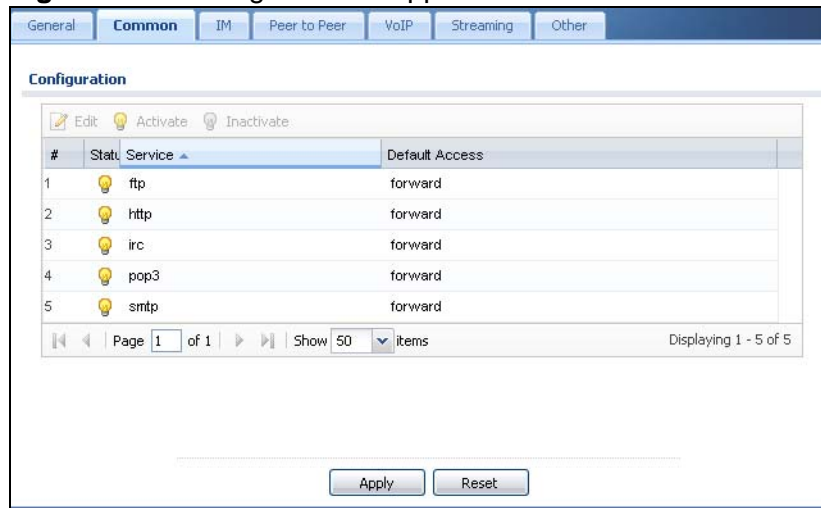 General Common IM Peer to Peer VoIP Streaming Other
Configuration
Edit Activate Inactivate
# Statu Service Default Access
1 ftp forward
2 http forward
3 irc forward
4 pop3 forward
5 smtp forward
Page 1 of 1 Show 50 items Displaying 1 - 5 of 5
Apply Reset